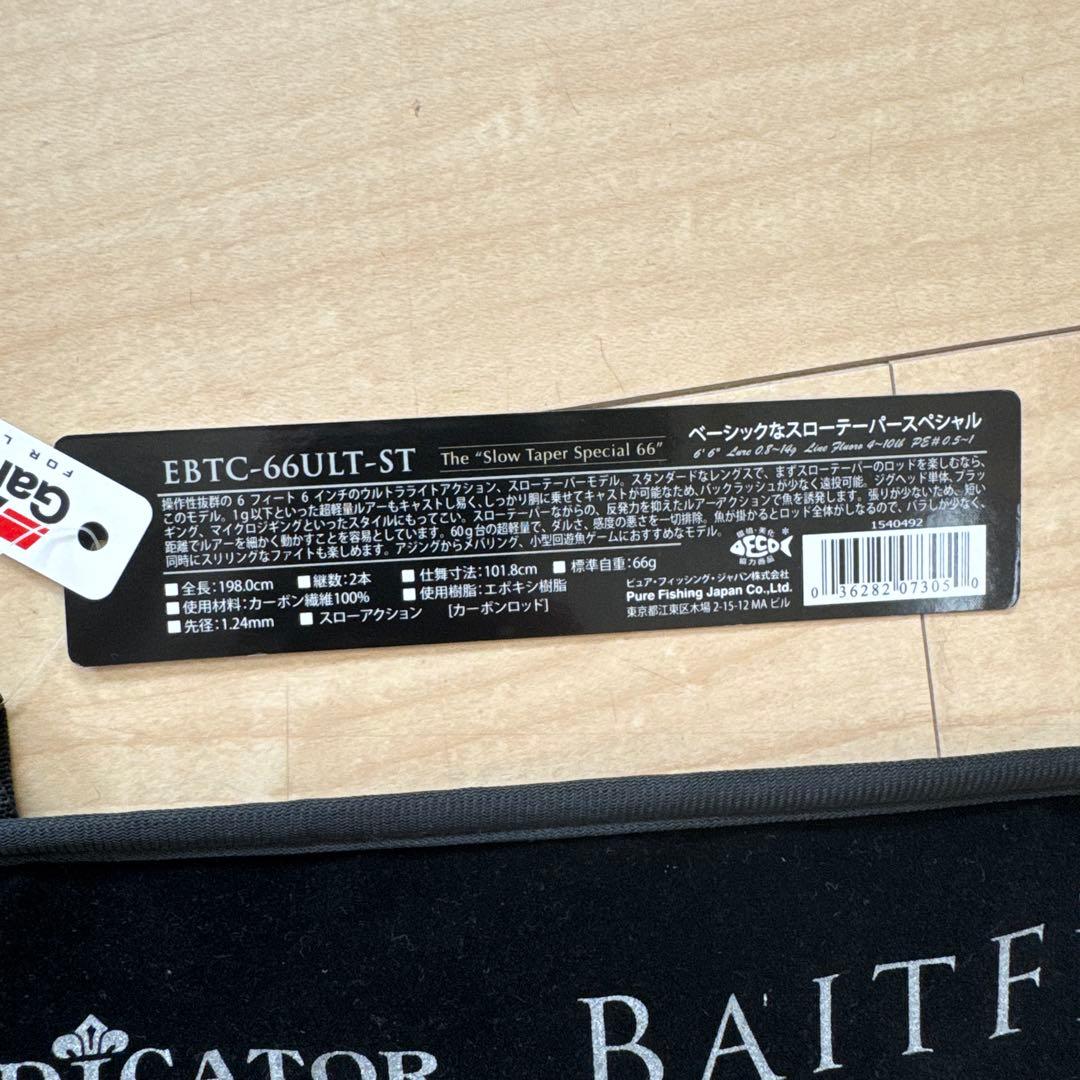 EBTC-66ULT-ST
The "Slow Taper Special 66"
ベーシックなスローテーパースペシャル
6'6" Lure 0.8~14g Line Fluoro 4~10lb PE#0.5~1
操作性抜群の6フィート6インチのウルトラライトアクション、スローテーパーモデル。スタンダードなレングスで、まずスローテーパーのロッドを楽しむなら、
このモデル。1g以下といった超軽量ルアーもキャストし易く、しっかり胴に乗せてキャストが可能なため、バックラッシュが少なく遠投可能。ジグヘッド単体、プラッ
ギング、マイクロジギングといったスタイルにもってこい。スローテーパーながらの、反発力を抑えたルアーアクションで魚を誘発します。張りが少ないため、短い
距離でルアーを細かく動かすことを容易としています。60g台の超軽量で、ダルさ、感度の悪さを一切排除。魚が掛かるとロッド全体がしなるので、バラしが少なく、
同時にスリリングなファイトも楽しめます。アジングからメバリング、小型回遊魚ゲームにおすすめなモデル。
■全長：198.0cm ■継数：2本 ■仕舞寸法：101.8cm ■標準自重：66g
■使用材料：カーボン繊維100% ■使用樹脂：エポキシ樹脂
■先径：1.24mm ■スローアクション [カーボンロッド]
ピュア・フィッシング・ジャパン株式会社
Pure Fishing Japan Co.,Ltd.
東京都江東区木場2-15-12 MAビル
環境・美化
ECO
協力商品
1540492
0 36282 07305 0
FOR L
Gar
DICATOR
BAITF